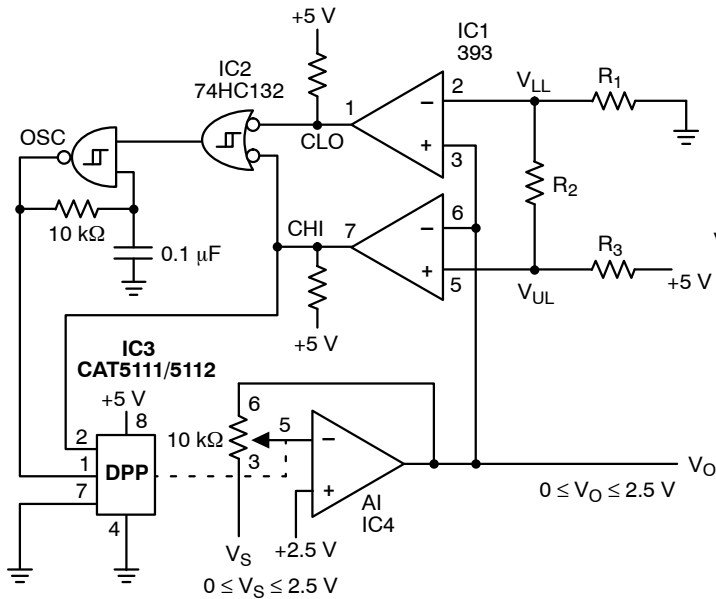 +5 V
IC1
393
IC2
74HC132
OSC
1
CLO
2
–
+
3
VLL
R1
R2
10 kΩ
0.1 µF
CHI
7
6
–
+
5
VUL
R3
+5 V
+5 V
IC3
CAT5111/5112
+5 V
8
2
1
7
DPP
4
6
10 kΩ
5
3
–
+
AI
IC4
VS
+2.5 V
0 ≤ VS ≤ 2.5 V
VO
0 ≤ VO ≤ 2.5 V